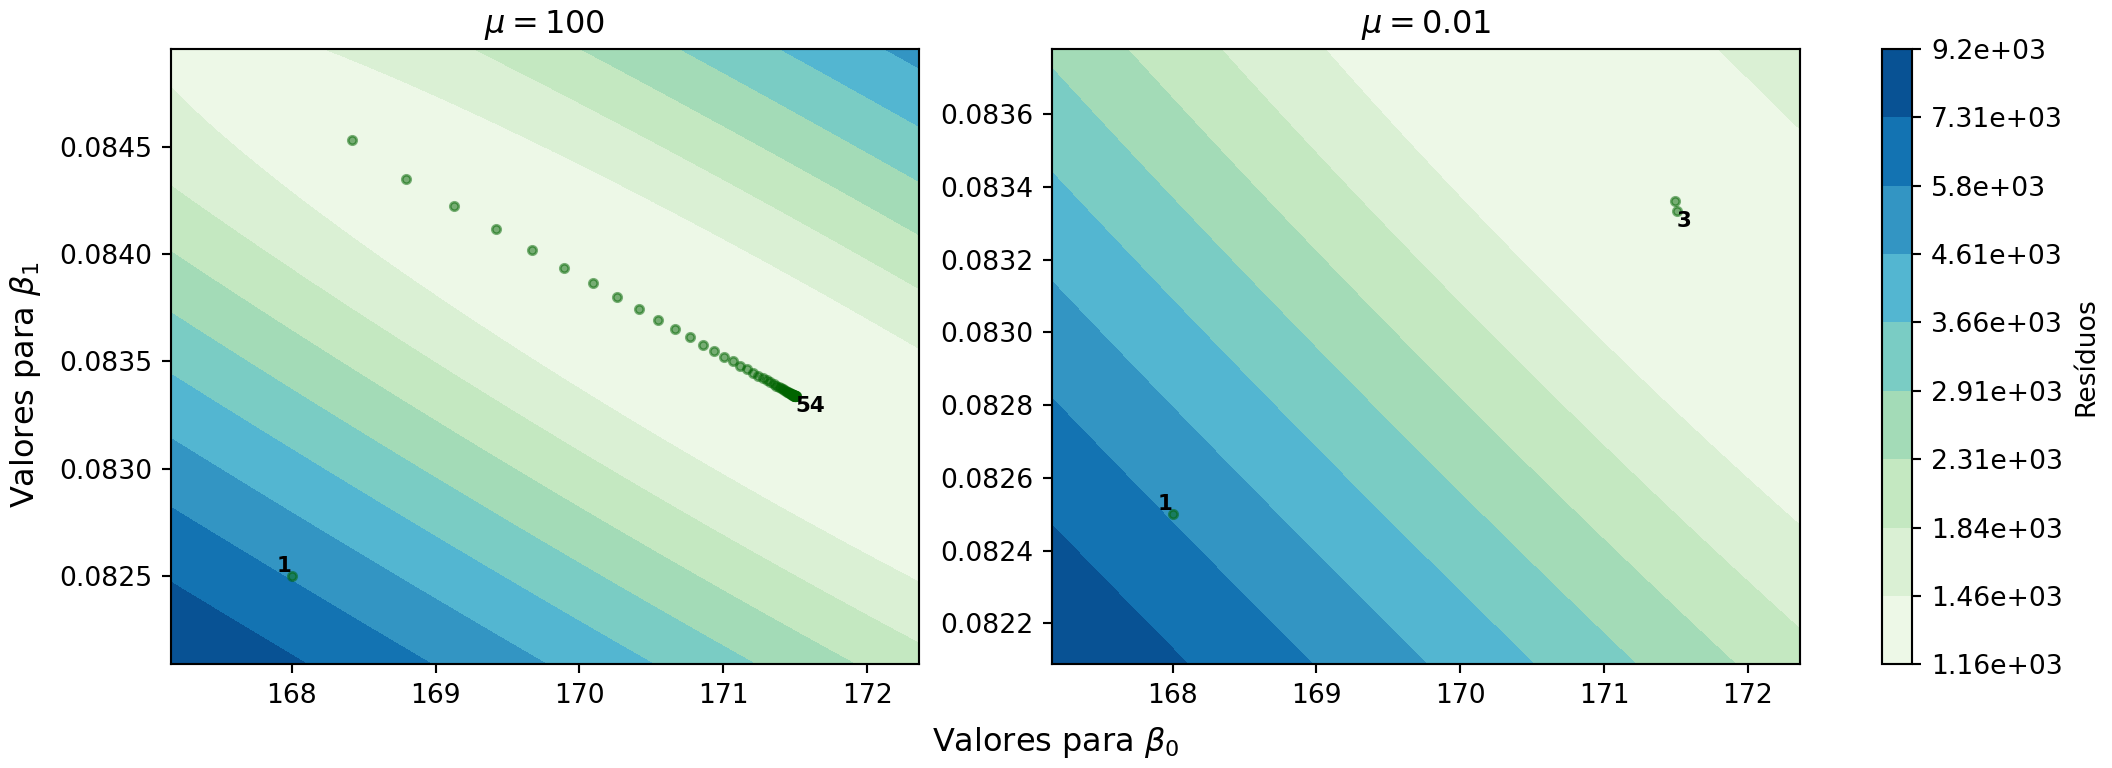 μ = 100
μ = 0.01
Valores para β₁
0.0845
0.0840
0.0835
0.0830
0.0825
1
54
168
169
170
171
172
0.0836
0.0834
0.0832
0.0830
0.0828
0.0826
0.0824
0.0822
1
3
168
169
170
171
172
Valores para β₀
9.2e+03
7.31e+03
5.8e+03
4.61e+03
3.66e+03
2.91e+03
2.31e+03
1.84e+03
1.46e+03
1.16e+03
Resíduos